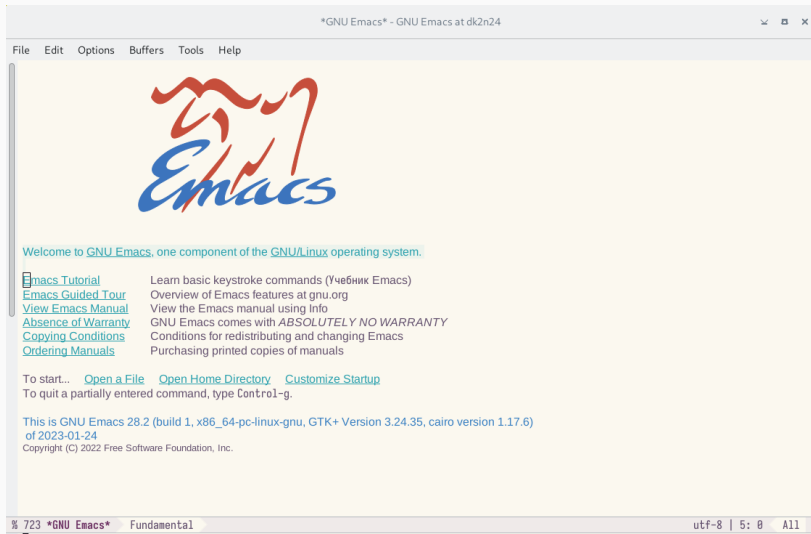 *GNU Emacs* - GNU Emacs at dk2n24
File Edit Options Buffers Tools Help
Emacs
Welcome to GNU Emacs, one component of the GNU/Linux operating system.
Emacs Tutorial Learn basic keystroke commands (Учебник Emacs)
Emacs Guided Tour Overview of Emacs features at gnu.org
View Emacs Manual View the Emacs manual using Info
Absence of Warranty GNU Emacs comes with ABSOLUTELY NO WARRANTY
Copying Conditions Conditions for redistributing and changing Emacs
Ordering Manuals Purchasing printed copies of manuals
To start... Open a File Open Home Directory Customize Startup
To quit a partially entered command, type Control-g.
This is GNU Emacs 28.2 (build 1, x86_64-pc-linux-gnu, GTK+ Version 3.24.35, cairo version 1.17.6)
of 2023-01-24
Copyright (C) 2022 Free Software Foundation, Inc.
% 723 *GNU Emacs* Fundamental utf-8 | 5: 0 All